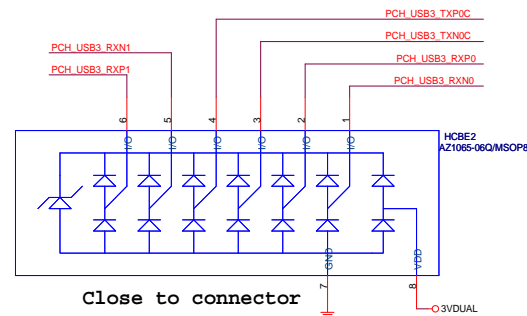 PCH_USB3_TXP0C
PCH_USB3_TXN0C
PCH_USB3_RXN1
PCH_USB3_RXP0
PCH_USB3_RXP1
PCH_USB3_RXN0
6 5 4 3 2 1
I/O I/O I/O I/O I/O I/O
HCBE2
AZ1065-06Q/MSOP8
GND VDD
7 8
Close to connector
3VDUAL